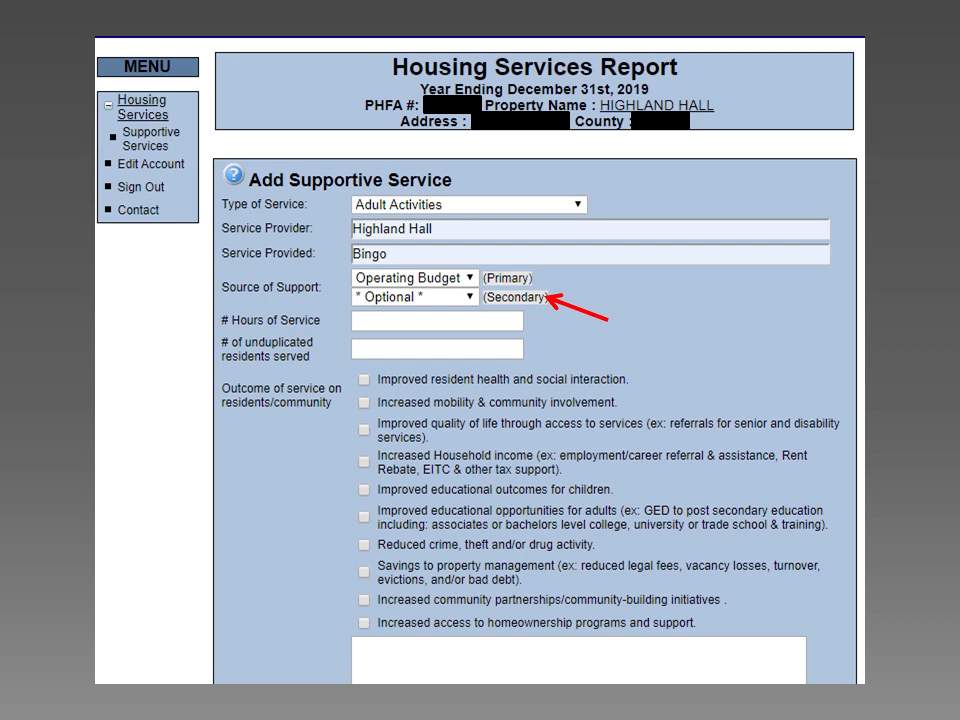 MENU
Housing
Services
Supportive
Services
Edit Account
Sign Out
Contact
Housing Services Report
Year Ending December 31st, 2019
PHFA #: Property Name : HIGHLAND HALL
Address : County :
Add Supportive Service
Type of Service: Adult Activities
Service Provider: Highland Hall
Service Provided: Bingo
Source of Support: Operating Budget (Primary)
* Optional * (Secondary)
# Hours of Service
# of unduplicated
residents served
Outcome of service on
residents/community
Improved resident health and social interaction.
Increased mobility & community involvement.
Improved quality of life through access to services (ex: referrals for senior and disability
services).
Increased Household income (ex: employment/career referral & assistance, Rent
Rebate, EITC & other tax support).
Improved educational outcomes for children.
Improved educational opportunities for adults (ex: GED to post secondary education
including: associates or bachelors level college, university or trade school & training).
Reduced crime, theft and/or drug activity.
Savings to property management (ex: reduced legal fees, vacancy losses, turnover,
evictions, and/or bad debt).
Increased community partnerships/community-building initiatives .
Increased access to homeownership programs and support.